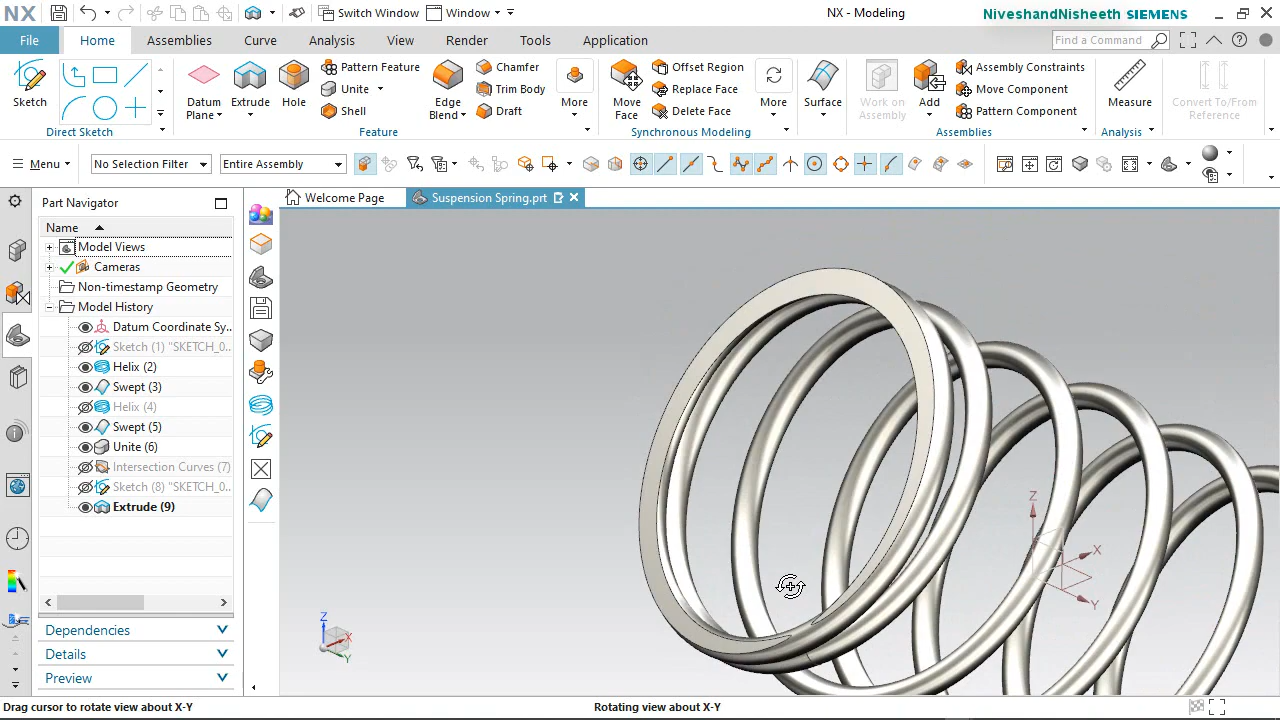 NX
Switch Window
Window
NX - Modeling
NiveshandNisheeth SIEMENS
File
Home
Assemblies
Curve
Analysis
View
Render
Tools
Application
Find a Command
Sketch
Direct Sketch
Datum Plane
Extrude
Hole
Pattern Feature
Unite
Shell
Edge Blend
Chamfer
Trim Body
Draft
More
Feature
Move Face
Offset Region
Replace Face
Delete Face
More
Synchronous Modeling
Surface
Work on Assembly
Add
Assembly Constraints
Move Component
Pattern Component
Assemblies
Measure
Analysis
Convert To/From Reference
Menu
No Selection Filter
Entire Assembly
Part Navigator
Welcome Page
Suspension Spring.prt
Name
Model Views
Cameras
Non-timestamp Geometry
Model History
Datum Coordinate Sy...
Sketch (1) "SKETCH_0...
Helix (2)
Swept (3)
Helix (4)
Swept (5)
Unite (6)
Intersection Curves (7)
Sketch (8) "SKETCH_0...
Extrude (9)
Dependencies
Details
Preview
Z
X
Y
Z
X
Y
Drag cursor to rotate view about X-Y
Rotating view about X-Y